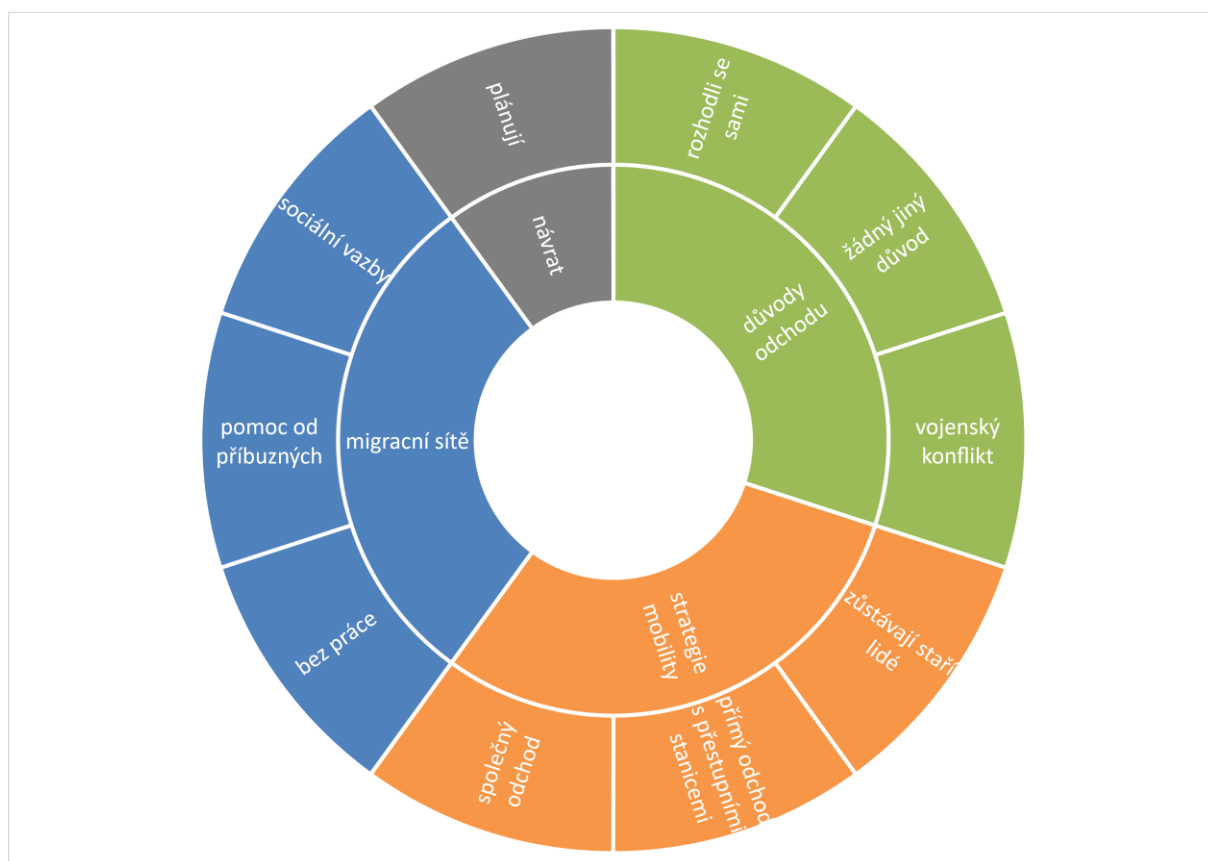 plánují
návrat
rozhodli se
sami
žádný jiný
důvod
důvody
odchodu
vojenský
konflikt
sociální vazby
pomoc od
příbuzných
migracní sítě
bez práce
strategie
mobility
zůstávají staří
lidé
přímý odchod
s přestupními
stanicemi
společný
odchod